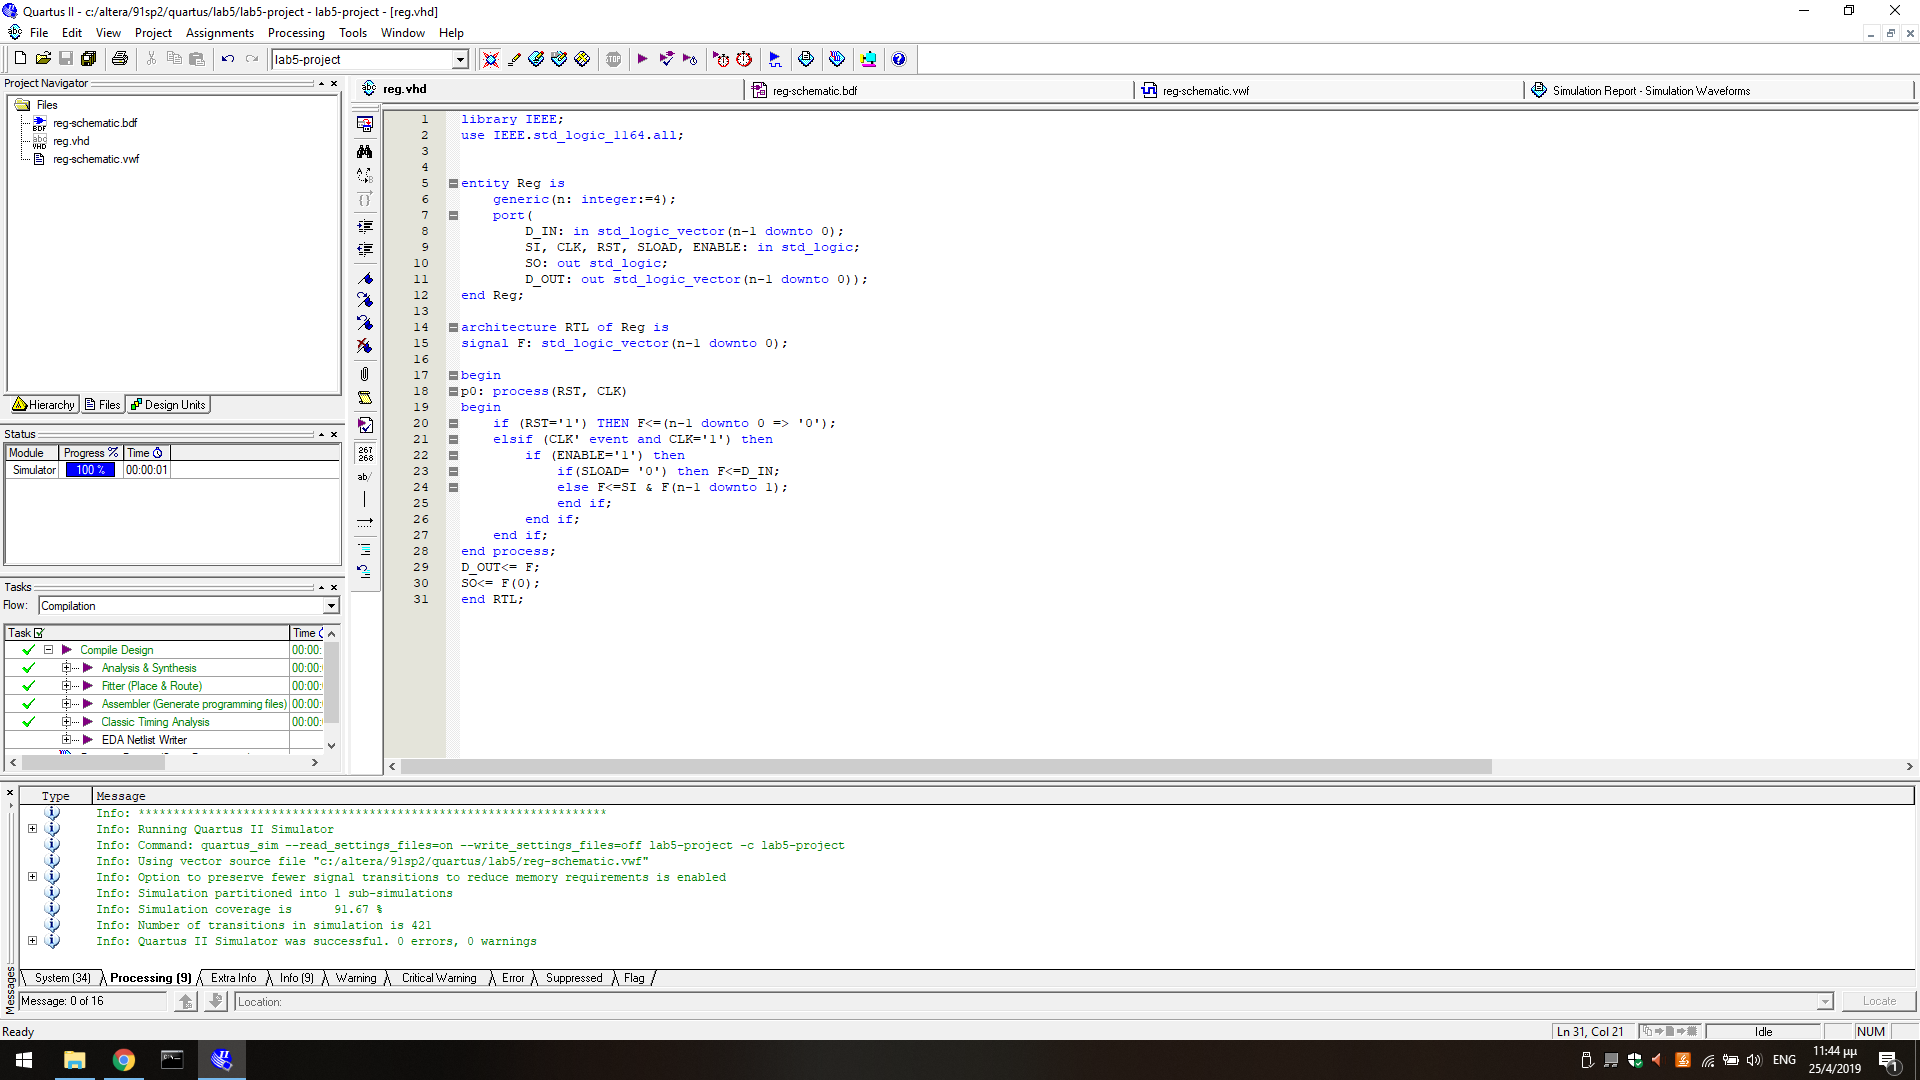 Quartus II - c:/altera/91sp2/quartus/lab5/lab5-project - lab5-project - [reg.vhd]
File Edit View Project Assignments Processing Tools Window Help
lab5-project
Project Navigator
Files
reg-schematic.bdf
reg.vhd
reg-schematic.vwf
Hierarchy Files Design Units
Status
Module Progress % Time
Simulator 100 % 00:00:01
Tasks
Flow: Compilation
Task Time
Compile Design 00:00:
Analysis & Synthesis 00:00:
Fitter (Place & Route) 00:00:
Assembler (Generate programming files) 00:00:
Classic Timing Analysis 00:00:
EDA Netlist Writer
reg.vhd reg-schematic.bdf reg-schematic.vwf Simulation Report - Simulation Waveforms
1 library IEEE;
2 use IEEE.std_logic_1164.all;
3
4
5 entity Reg is
6 generic(n: integer:=4);
7 port(
8 D_IN: in std_logic_vector(n-1 downto 0);
9 SI, CLK, RST, SLOAD, ENABLE: in std_logic;
10 SO: out std_logic;
11 D_OUT: out std_logic_vector(n-1 downto 0));
12 end Reg;
13
14 architecture RTL of Reg is
15 signal F: std_logic_vector(n-1 downto 0);
16
17 begin
18 p0: process(RST, CLK)
19 begin
20 if (RST='1') THEN F<=(n-1 downto 0 => '0');
21 elsif (CLK' event and CLK='1') then
22 if (ENABLE='1') then
23 if(SLOAD= '0') then F<=D_IN;
24 else F<=SI & F(n-1 downto 1);
25 end if;
26 end if;
27 end if;
28 end process;
29 D_OUT<= F;
30 SO<= F(0);
31 end RTL;
Type Message
Info: *******************************************************************
Info: Running Quartus II Simulator
Info: Command: quartus_sim --read_settings_files=on --write_settings_files=off lab5-project -c lab5-project
Info: Using vector source file "c:/altera/91sp2/quartus/lab5/reg-schematic.vwf"
Info: Option to preserve fewer signal transitions to reduce memory requirements is enabled
Info: Simulation partitioned into 1 sub-simulations
Info: Simulation coverage is 91.67 %
Info: Number of transitions in simulation is 421
Info: Quartus II Simulator was successful. 0 errors, 0 warnings
System (34) Processing (9) Extra Info Info (9) Warning Critical Warning Error Suppressed Flag
Messages
Message: 0 of 16 Location: Locate
Ready Ln 31, Col 21 Idle NUM
ENG 11:44 μμ
25/4/2019 1